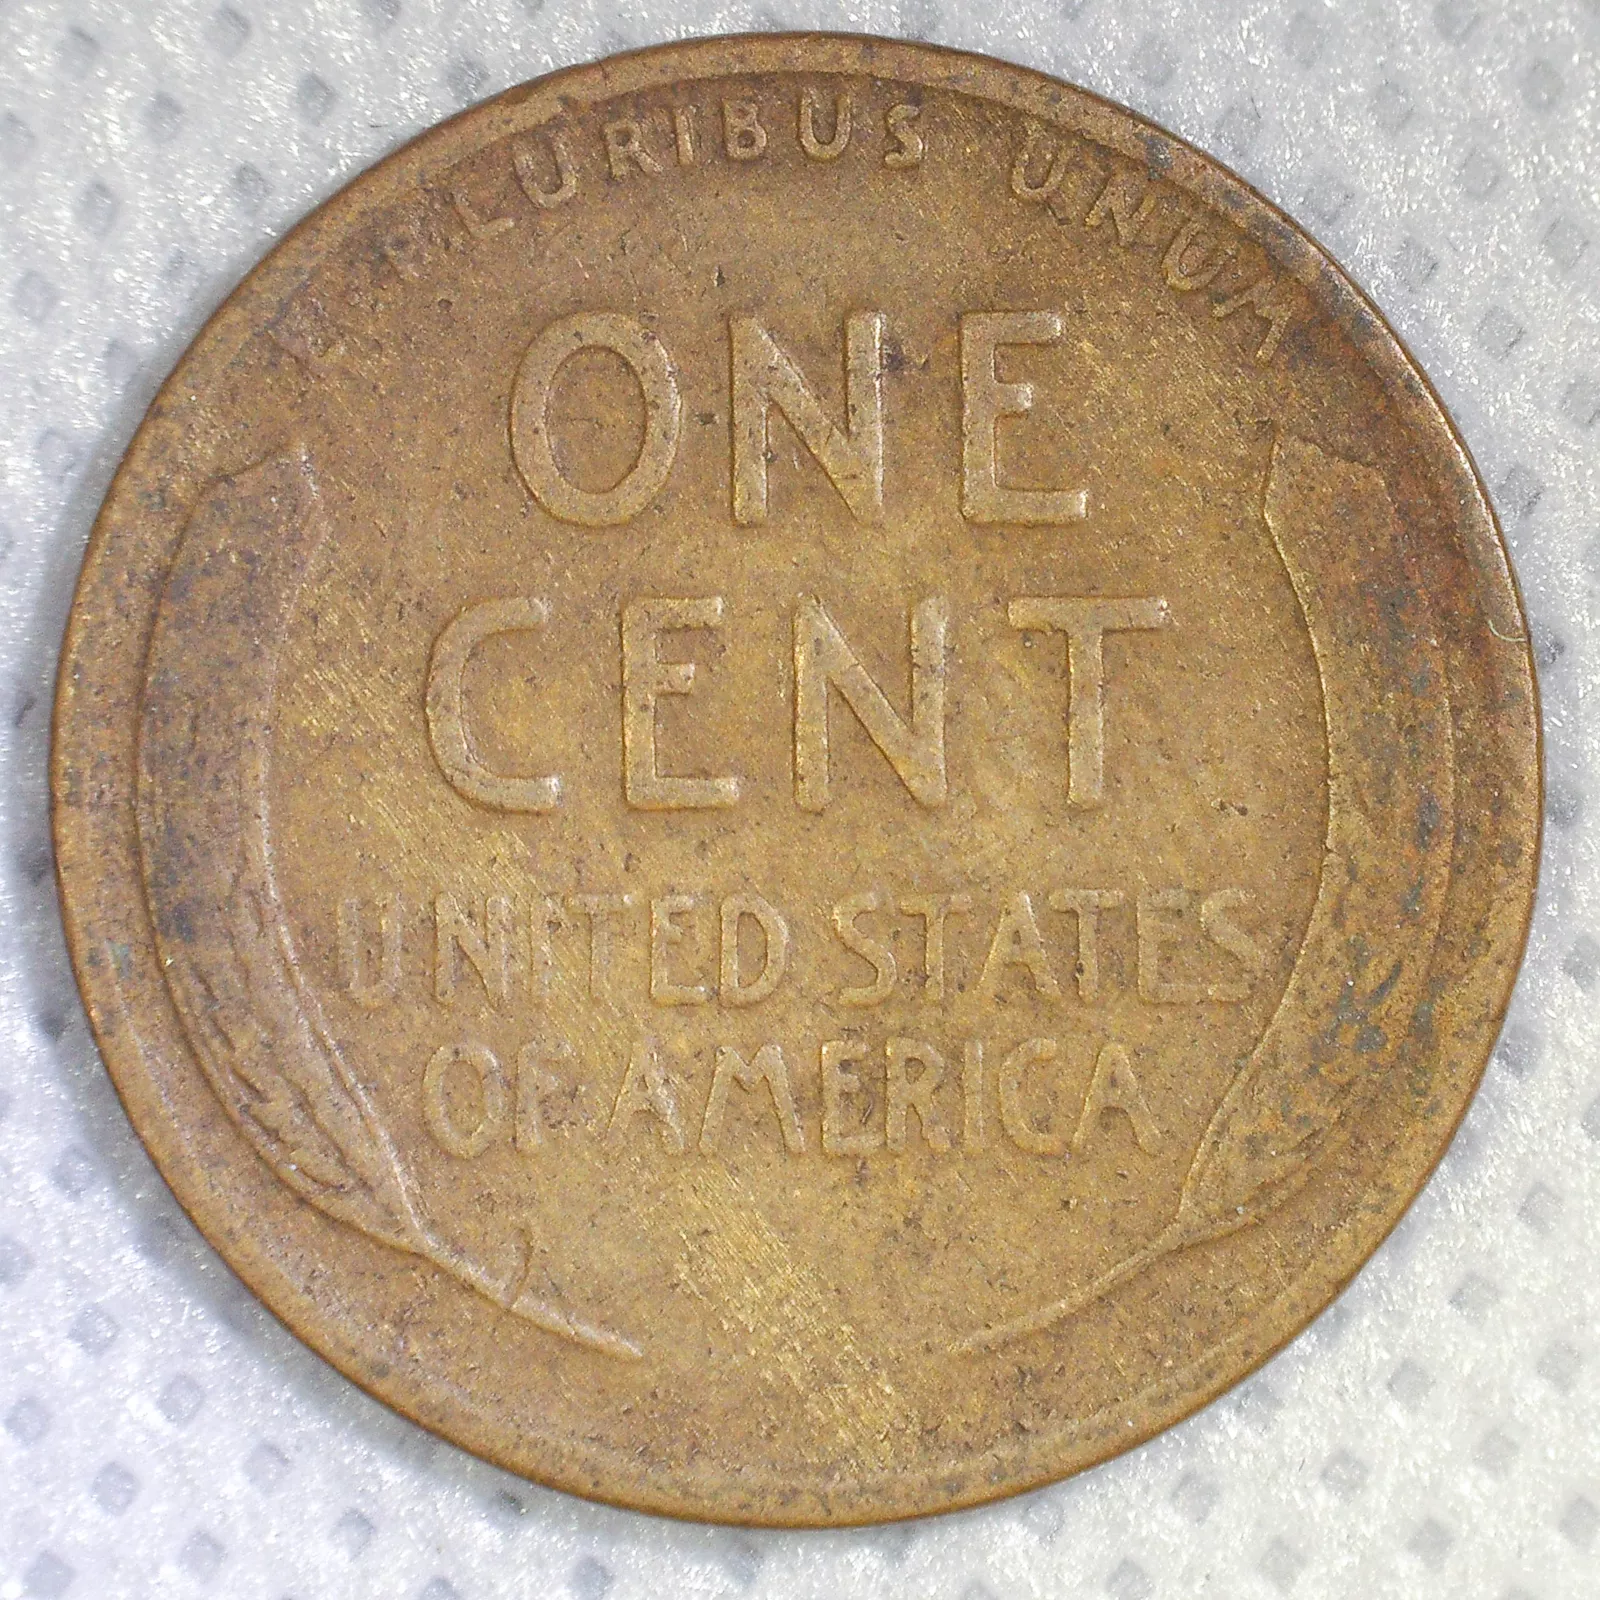 E PLURIBUS UNUM
ONE
CENT
UNITED STATES
OF AMERICA